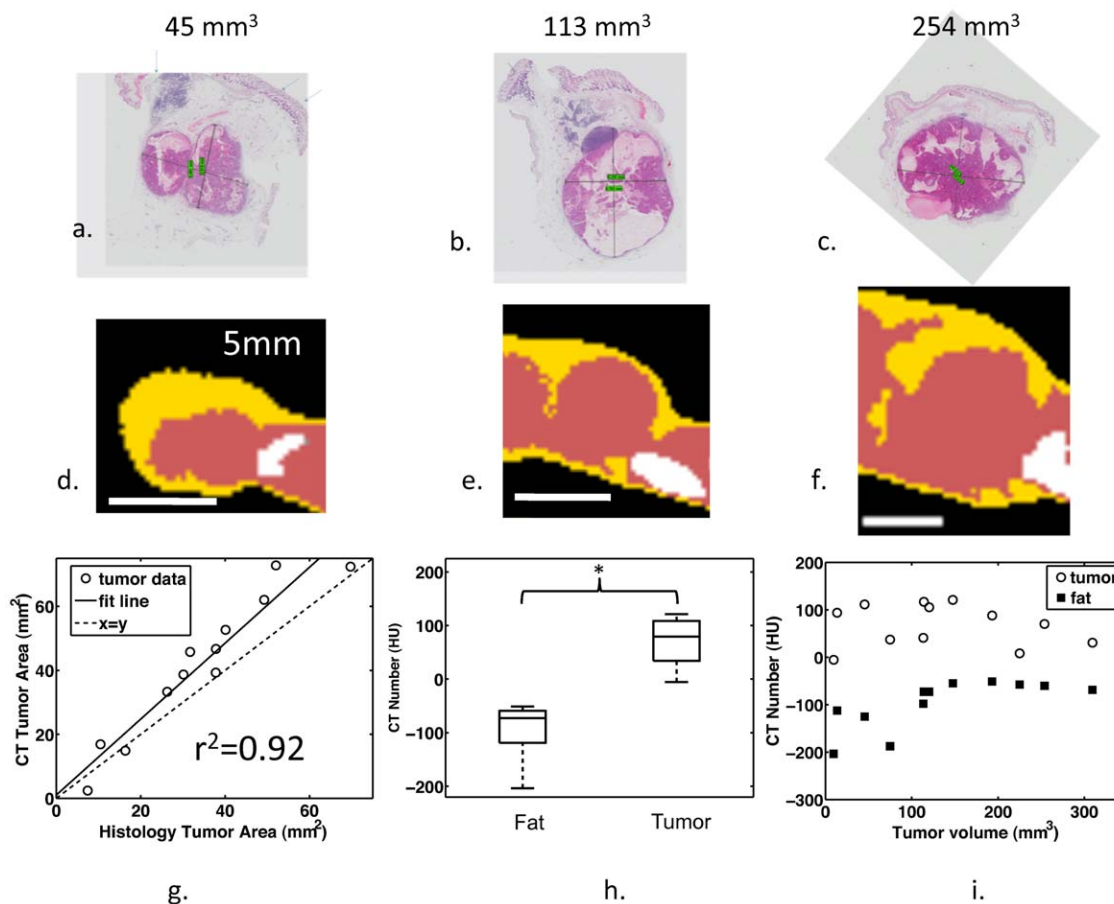 45 mm³
113 mm³
254 mm³
a.
b.
c.
5mm
d.
e.
f.
CT Tumor Area (mm²)
60
40
20
0
tumor data
fit line
x=y
r²=0.92
0 20 40 60
Histology Tumor Area (mm²)
g.
CT Number (HU)
200
100
0
−100
−200
*
Fat Tumor
h.
CT Number (HU)
200
100
0
−100
−200
−300
tumor
fat
0 100 200 300
Tumor volume (mm³)
i.